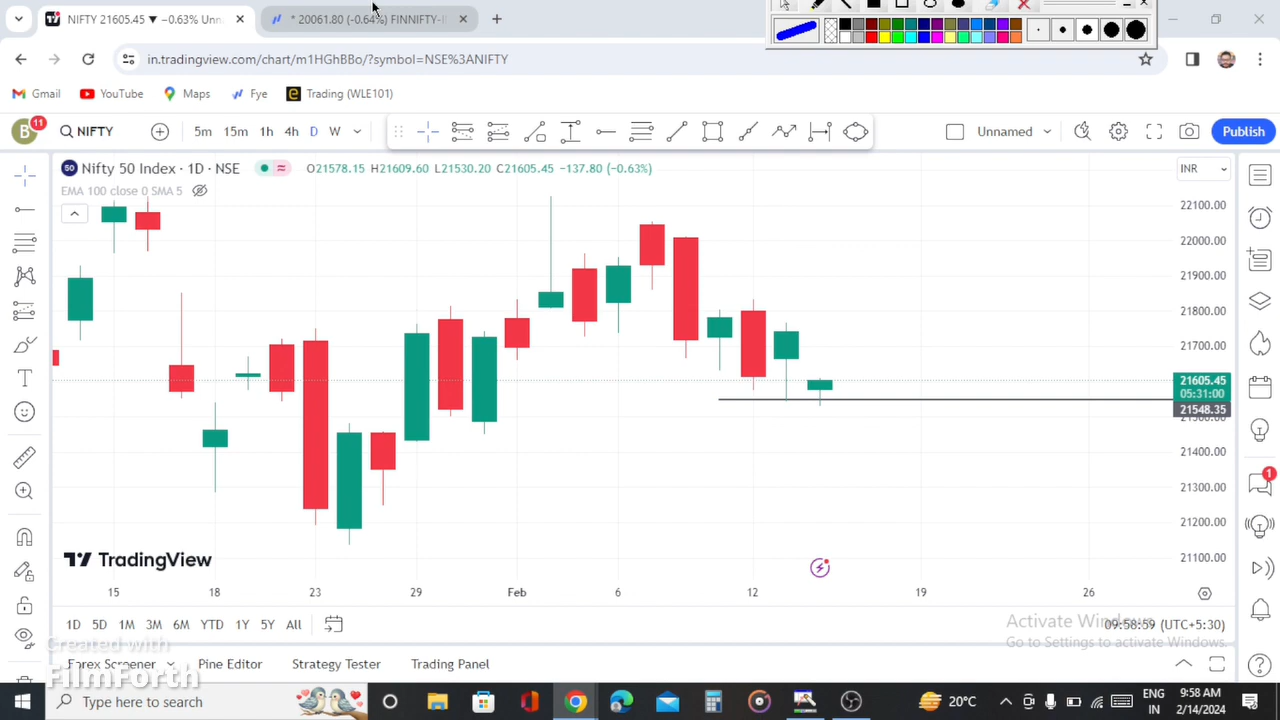 NIFTY 21605.45 ▼ −0.63% Unn
* 20061.80 (-0.64%) FINNIFTY-I
in.tradingview.com/chart/m1HGhBBo/?symbol=NSE%3ANIFTY
Gmail YouTube Maps Fye Trading (WLE101)
B 11 NIFTY 5m 15m 1h 4h D W Unnamed Publish
50 Nifty 50 Index · 1D · NSE O21578.15 H21609.60 L21530.20 C21605.45 −137.80 (−0.63%) INR
EMA 100 close 0 SMA 5
22100.00
22000.00
21900.00
21800.00
21700.00
21605.45
05:31:00
21548.35
21500.00
21400.00
21300.00
21200.00
21100.00
1
TradingView
15 18 23 29 Feb 6 12 19 26
1D 5D 1M 3M 6M YTD 1Y 5Y All 09:58:59 (UTC+5:30)
Activate Windows
Go to Settings to activate Windows.
Created with
FilmForth
Forex Screener Pine Editor Strategy Tester Trading Panel
Type here to search 20°C ENG IN 9:58 AM 2/14/2024